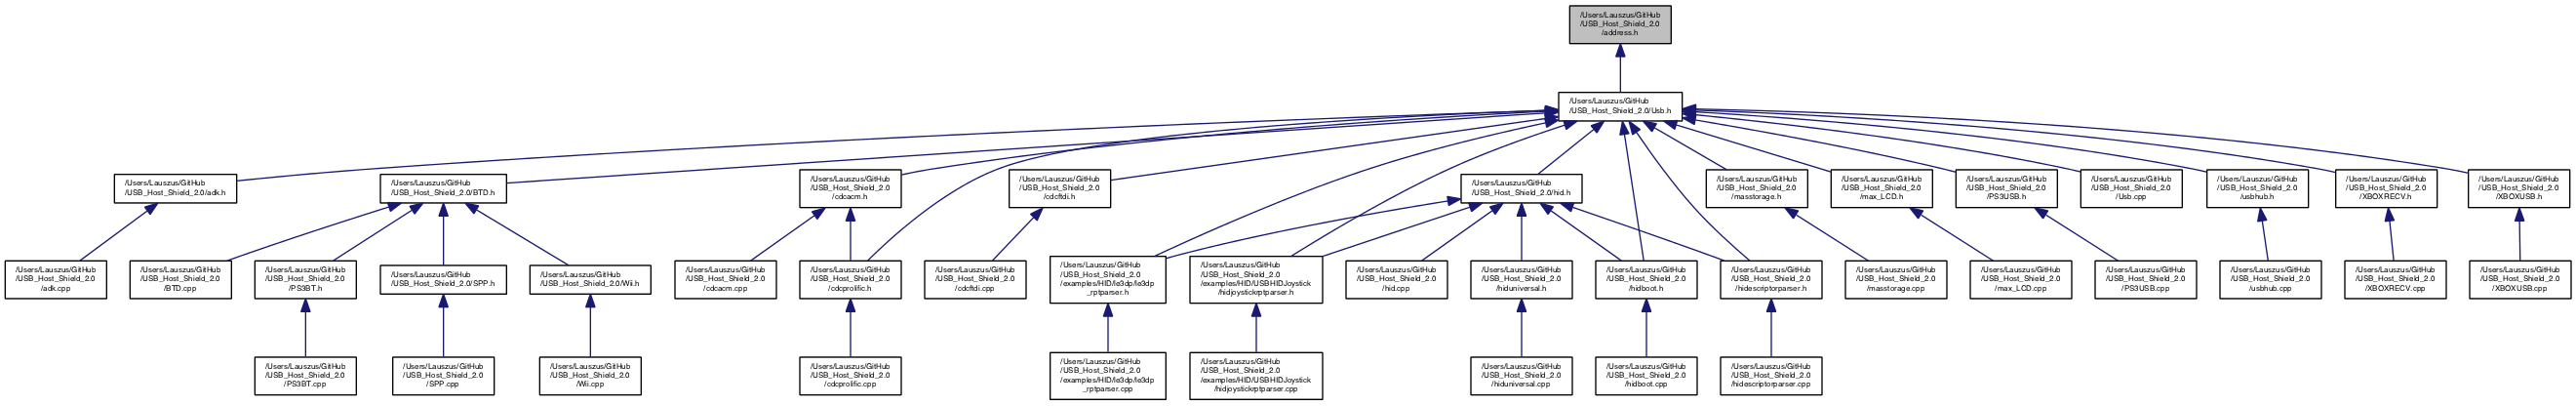 /Users/Lauszus/GitHub
/USB_Host_Shield_2.0
/address.h
/Users/Lauszus/GitHub
/USB_Host_Shield_2.0/Usb.h
/Users/Lauszus/GitHub
/USB_Host_Shield_2.0/adk.h
/Users/Lauszus/GitHub
/USB_Host_Shield_2.0/BTD.h
/Users/Lauszus/GitHub
/USB_Host_Shield_2.0
/cdcacm.h
/Users/Lauszus/GitHub
/USB_Host_Shield_2.0
/cdcftdi.h
/Users/Lauszus/GitHub
/USB_Host_Shield_2.0/hid.h
/Users/Lauszus/GitHub
/USB_Host_Shield_2.0
/masstorage.h
/Users/Lauszus/GitHub
/USB_Host_Shield_2.0
/max_LCD.h
/Users/Lauszus/GitHub
/USB_Host_Shield_2.0
/PS3USB.h
/Users/Lauszus/GitHub
/USB_Host_Shield_2.0
/Usb.cpp
/Users/Lauszus/GitHub
/USB_Host_Shield_2.0
/usbhub.h
/Users/Lauszus/GitHub
/USB_Host_Shield_2.0
/XBOXRECV.h
/Users/Lauszus/GitHub
/USB_Host_Shield_2.0
/XBOXUSB.h
/Users/Lauszus/GitHub
/USB_Host_Shield_2.0
/adk.cpp
/Users/Lauszus/GitHub
/USB_Host_Shield_2.0
/BTD.cpp
/Users/Lauszus/GitHub
/USB_Host_Shield_2.0
/PS3BT.h
/Users/Lauszus/GitHub
/USB_Host_Shield_2.0/SPP.h
/Users/Lauszus/GitHub
/USB_Host_Shield_2.0/Wii.h
/Users/Lauszus/GitHub
/USB_Host_Shield_2.0
/cdcacm.cpp
/Users/Lauszus/GitHub
/USB_Host_Shield_2.0
/cdcprolific.h
/Users/Lauszus/GitHub
/USB_Host_Shield_2.0
/cdcftdi.cpp
/Users/Lauszus/GitHub
/USB_Host_Shield_2.0
/examples/HID/le3dp/le3dp
_rptparser.h
/Users/Lauszus/GitHub
/USB_Host_Shield_2.0
/examples/HID/USBHIDJoystick
/hidjoystickrptparser.h
/Users/Lauszus/GitHub
/USB_Host_Shield_2.0
/hid.cpp
/Users/Lauszus/GitHub
/USB_Host_Shield_2.0
/hiduniversal.h
/Users/Lauszus/GitHub
/USB_Host_Shield_2.0
/hidboot.h
/Users/Lauszus/GitHub
/USB_Host_Shield_2.0
/hidescriptorparser.h
/Users/Lauszus/GitHub
/USB_Host_Shield_2.0
/masstorage.cpp
/Users/Lauszus/GitHub
/USB_Host_Shield_2.0
/max_LCD.cpp
/Users/Lauszus/GitHub
/USB_Host_Shield_2.0
/PS3USB.cpp
/Users/Lauszus/GitHub
/USB_Host_Shield_2.0
/usbhub.cpp
/Users/Lauszus/GitHub
/USB_Host_Shield_2.0
/XBOXRECV.cpp
/Users/Lauszus/GitHub
/USB_Host_Shield_2.0
/XBOXUSB.cpp
/Users/Lauszus/GitHub
/USB_Host_Shield_2.0
/PS3BT.cpp
/Users/Lauszus/GitHub
/USB_Host_Shield_2.0
/SPP.cpp
/Users/Lauszus/GitHub
/USB_Host_Shield_2.0
/Wii.cpp
/Users/Lauszus/GitHub
/USB_Host_Shield_2.0
/cdcprolific.cpp
/Users/Lauszus/GitHub
/USB_Host_Shield_2.0
/examples/HID/le3dp/le3dp
_rptparser.cpp
/Users/Lauszus/GitHub
/USB_Host_Shield_2.0
/examples/HID/USBHIDJoystick
/hidjoystickrptparser.cpp
/Users/Lauszus/GitHub
/USB_Host_Shield_2.0
/hiduniversal.cpp
/Users/Lauszus/GitHub
/USB_Host_Shield_2.0
/hidboot.cpp
/Users/Lauszus/GitHub
/USB_Host_Shield_2.0
/hidescriptorparser.cpp